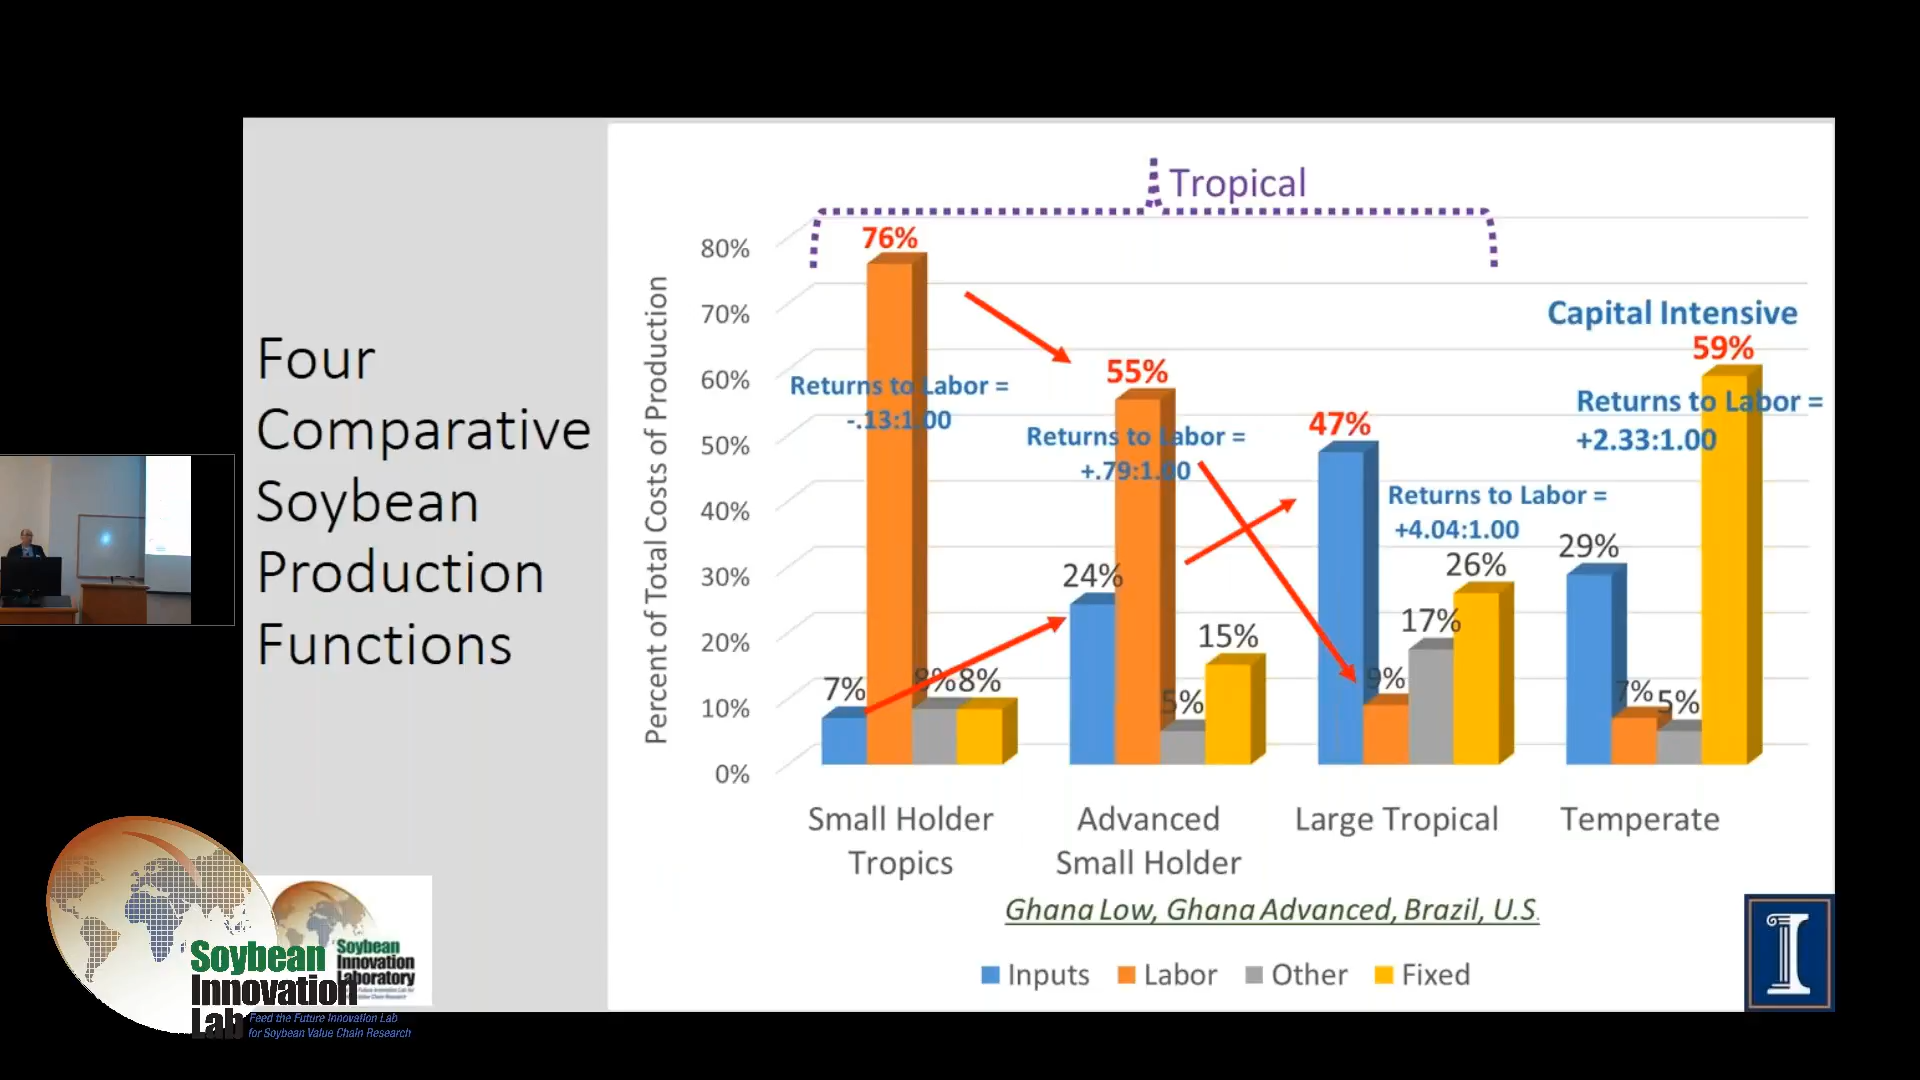 Four
Comparative
Soybean
Production
Functions
Tropical
Percent of Total Costs of Production
80%
70%
60%
50%
40%
30%
20%
10%
0%
76%
Returns to Labor =
-.13:1.00
7%
8%
8%
55%
Returns to Labor =
+.79:1.00
24%
5%
15%
47%
Returns to Labor =
+4.04:1.00
9%
17%
26%
Capital Intensive
59%
Returns to Labor =
+2.33:1.00
29%
7%
5%
Small Holder
Tropics
Advanced
Small Holder
Large Tropical
Temperate
Ghana Low, Ghana Advanced, Brazil, U.S.
Inputs
Labor
Other
Fixed
Soybean
Innovation
Lab
Feed the Future Innovation Lab
for Soybean Value Chain Research
Soybean
Innovation
Laboratory
I